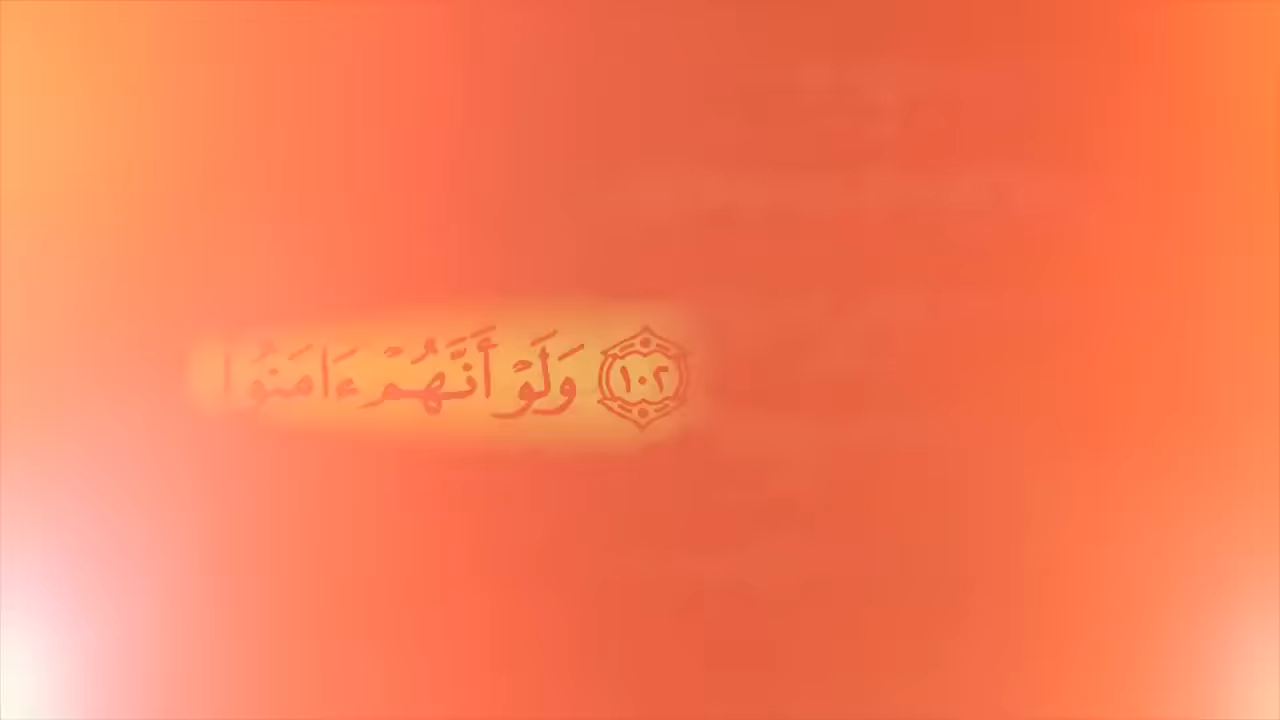 ١٠٢ وَلَوْ أَنَّهُمْ ءَامَنُوا